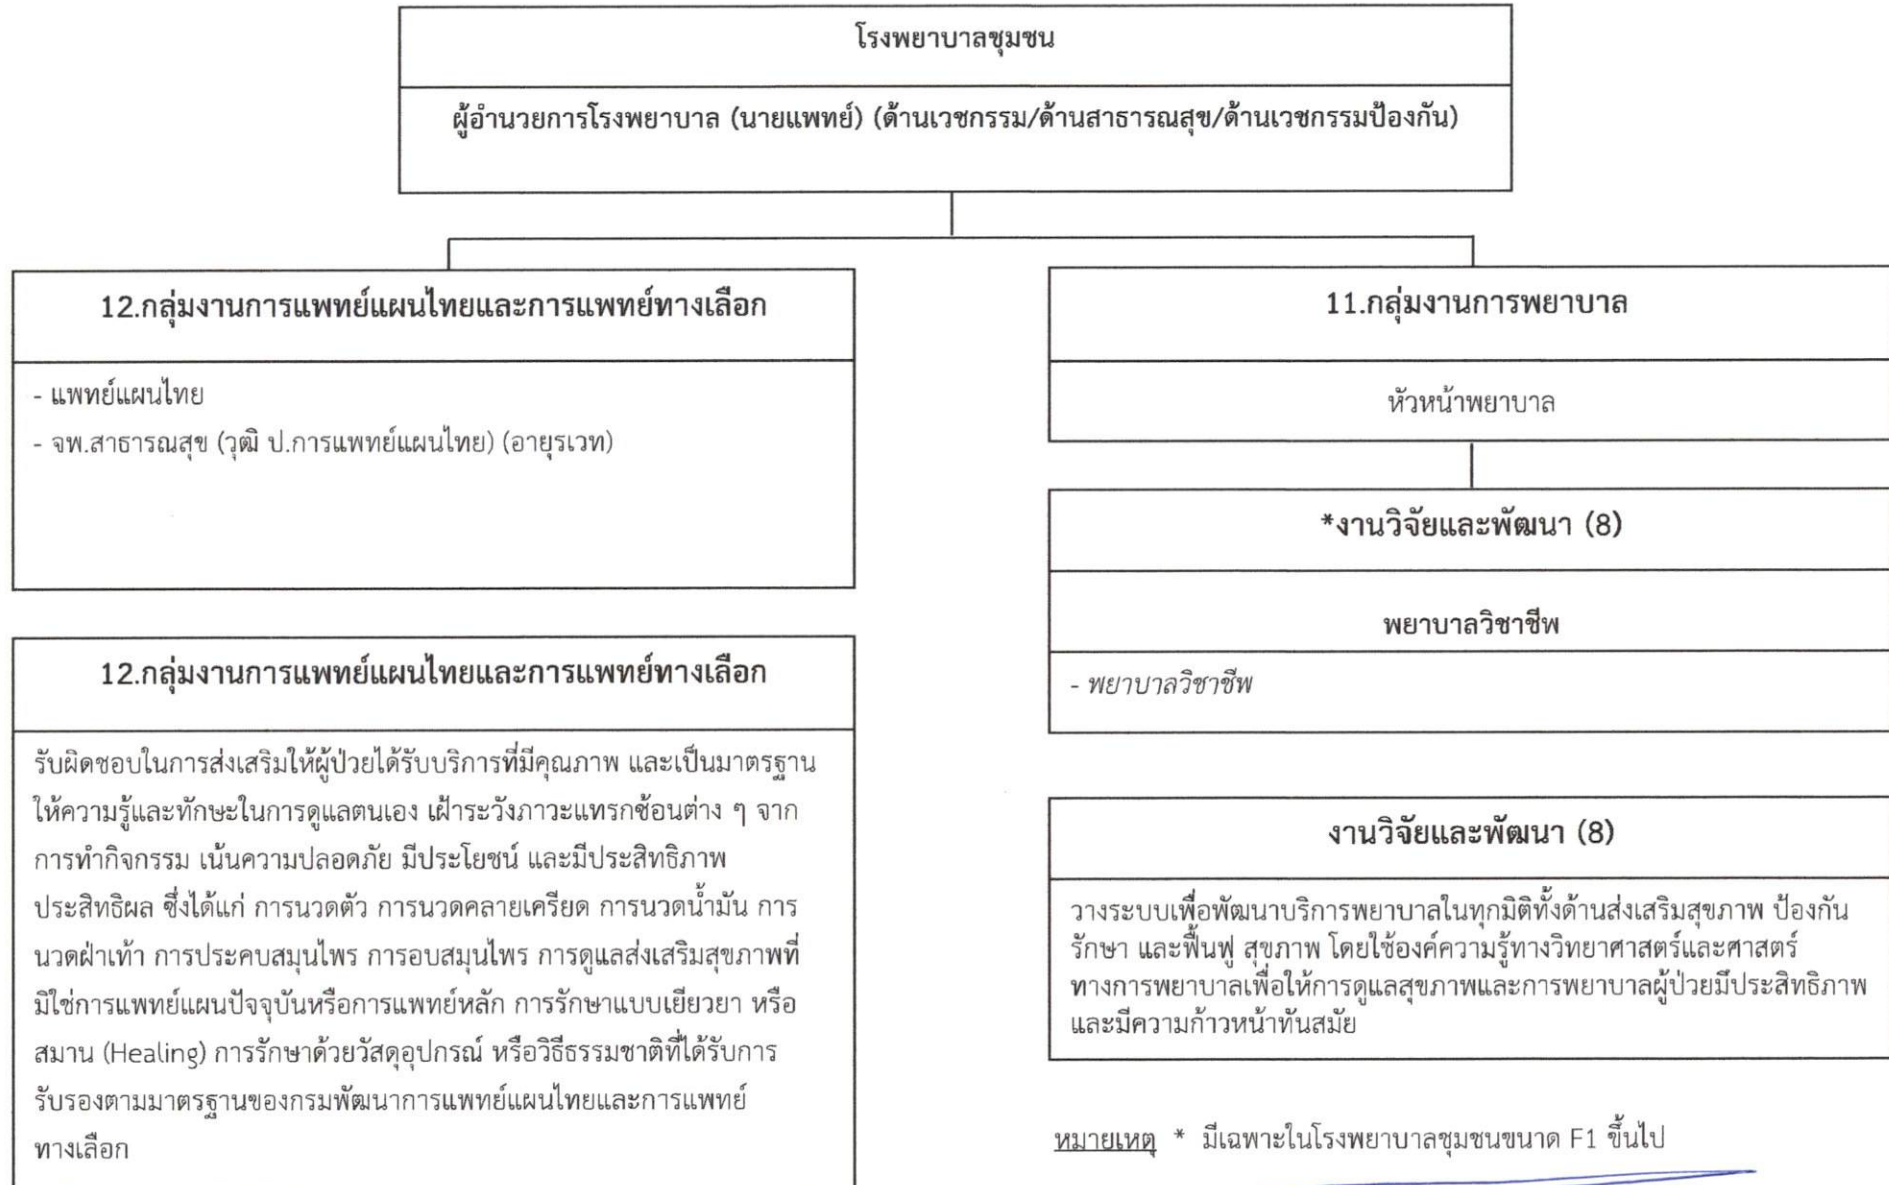 โรงพยาบาลชุมชน
ผู้อำนวยการโรงพยาบาล (นายแพทย์) (ด้านเวชกรรม/ด้านสาธารณสุข/ด้านเวชกรรมป้องกัน)
12.กลุ่มงานการแพทย์แผนไทยและการแพทย์ทางเลือก
- แพทย์แผนไทย
- จพ.สาธารณสุข (วุฒิ ป.การแพทย์แผนไทย) (อายุรเวท)
12.กลุ่มงานการแพทย์แผนไทยและการแพทย์ทางเลือก
รับผิดชอบในการส่งเสริมให้ผู้ป่วยได้รับบริการที่มีคุณภาพ และเป็นมาตรฐาน
ให้ความรู้และทักษะในการดูแลตนเอง เฝ้าระวังภาวะแทรกซ้อนต่าง ๆ จาก
การทำกิจกรรม เน้นความปลอดภัย มีประโยชน์ และมีประสิทธิภาพ
ประสิทธิผล ซึ่งได้แก่ การนวดตัว การนวดคลายเครียด การนวดน้ำมัน การ
นวดฝ่าเท้า การประคบสมุนไพร การอบสมุนไพร การดูแลส่งเสริมสุขภาพที่
มิใช่การแพทย์แผนปัจจุบันหรือการแพทย์หลัก การรักษาแบบเยียวยา หรือ
สมาน (Healing) การรักษาด้วยวัสดุอุปกรณ์ หรือวิธีธรรมชาติที่ได้รับการ
รับรองตามมาตรฐานของกรมพัฒนาการแพทย์แผนไทยและการแพทย์
ทางเลือก
11.กลุ่มงานการพยาบาล
หัวหน้าพยาบาล
*งานวิจัยและพัฒนา (8)
พยาบาลวิชาชีพ
- พยาบาลวิชาชีพ
งานวิจัยและพัฒนา (8)
วางระบบเพื่อพัฒนาบริการพยาบาลในทุกมิติทั้งด้านส่งเสริมสุขภาพ ป้องกัน
รักษา และฟื้นฟู สุขภาพ โดยใช้องค์ความรู้ทางวิทยาศาสตร์และศาสตร์
ทางการพยาบาลเพื่อให้การดูแลสุขภาพและการพยาบาลผู้ป่วยมีประสิทธิภาพ
และมีความก้าวหน้าทันสมัย
หมายเหตุ * มีเฉพาะในโรงพยาบาลชุมชนขนาด F1 ขึ้นไป